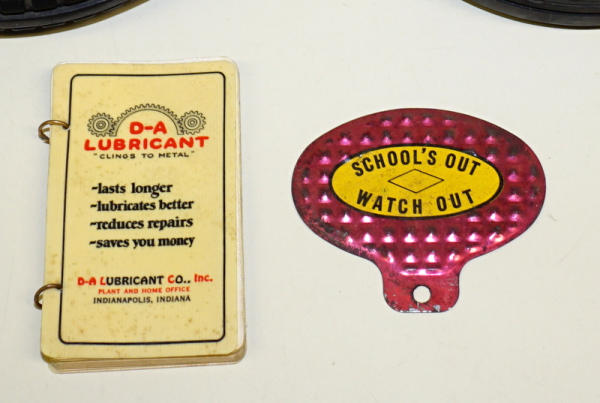 D-A
LUBRICANT
"CLINGS TO METAL"
~lasts longer
~lubricates better
~reduces repairs
~saves you money
D-A LUBRICANT CO., Inc.
PLANT AND HOME OFFICE
INDIANAPOLIS, INDIANA
SCHOOL'S OUT
WATCH OUT